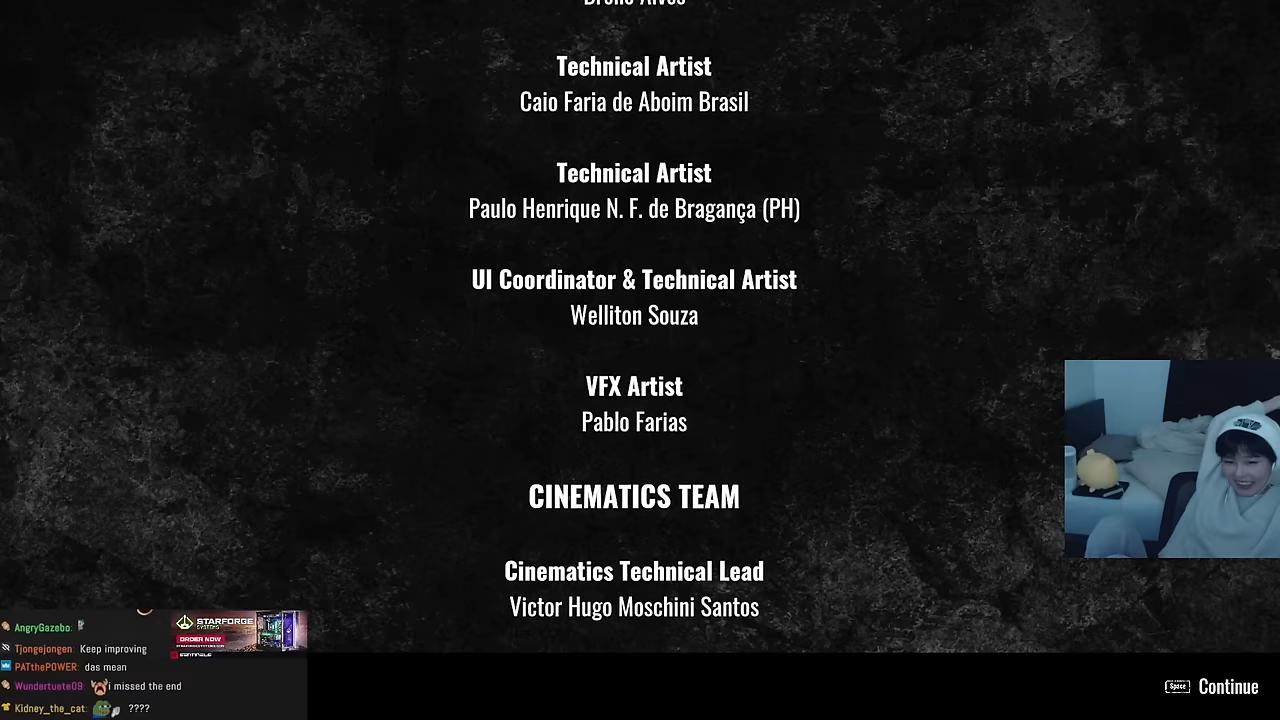 Technical Artist
Caio Faria de Aboim Brasil
Technical Artist
Paulo Henrique N. F. de Bragança (PH)
UI Coordinator & Technical Artist
Welliton Souza
VFX Artist
Pablo Farias
CINEMATICS TEAM
Cinematics Technical Lead
Victor Hugo Moschini Santos
AngryGazebo:
Tjongejongen: Keep improving
PATthePOWER: das mean
Wundertuete09: i missed the end
Kidney_the_cat: ????
STARFORGE
SYSTEMS
ORDER NOW
Space Continue